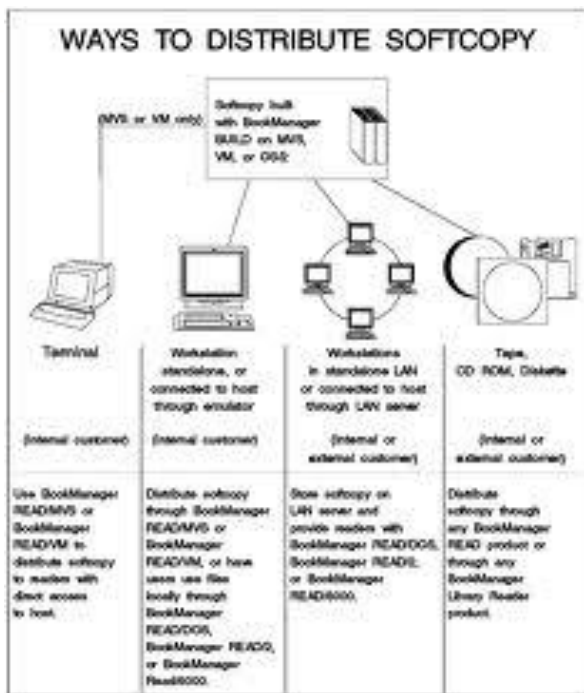 WAYS TO DISTRIBUTE SOFTCOPY
(MVS or VM only)
Softcopy built
with BookManager
BUILD on MVS,
VM, or OS/2
Terminal
(Internal customer)
Workstation
standalone, or
connected to host
through emulator
(Internal customer)
Workstations
in standalone LAN
or connected to host
through LAN server
(Internal or
external customer)
Tape,
CD ROM, Diskette
(Internal or
external customer)
Use BookManager
READ/MVS or
BookManager
READ/VM to
distribute softcopy
to readers with
direct access
to host.
Distribute softcopy
through BookManager
READ/MVS or
BookManager
READ/VM, or have
users use files
locally through
BookManager
READ/DOS,
BookManager READ/2,
or BookManager
Read/6000.
Store softcopy on
LAN server and
provide readers with
BookManager READ/DOS,
BookManager READ/2,
or BookManager
READ/6000.
Distribute
softcopy through
any BookManager
READ product or
through any
BookManager
Library Reader
product.